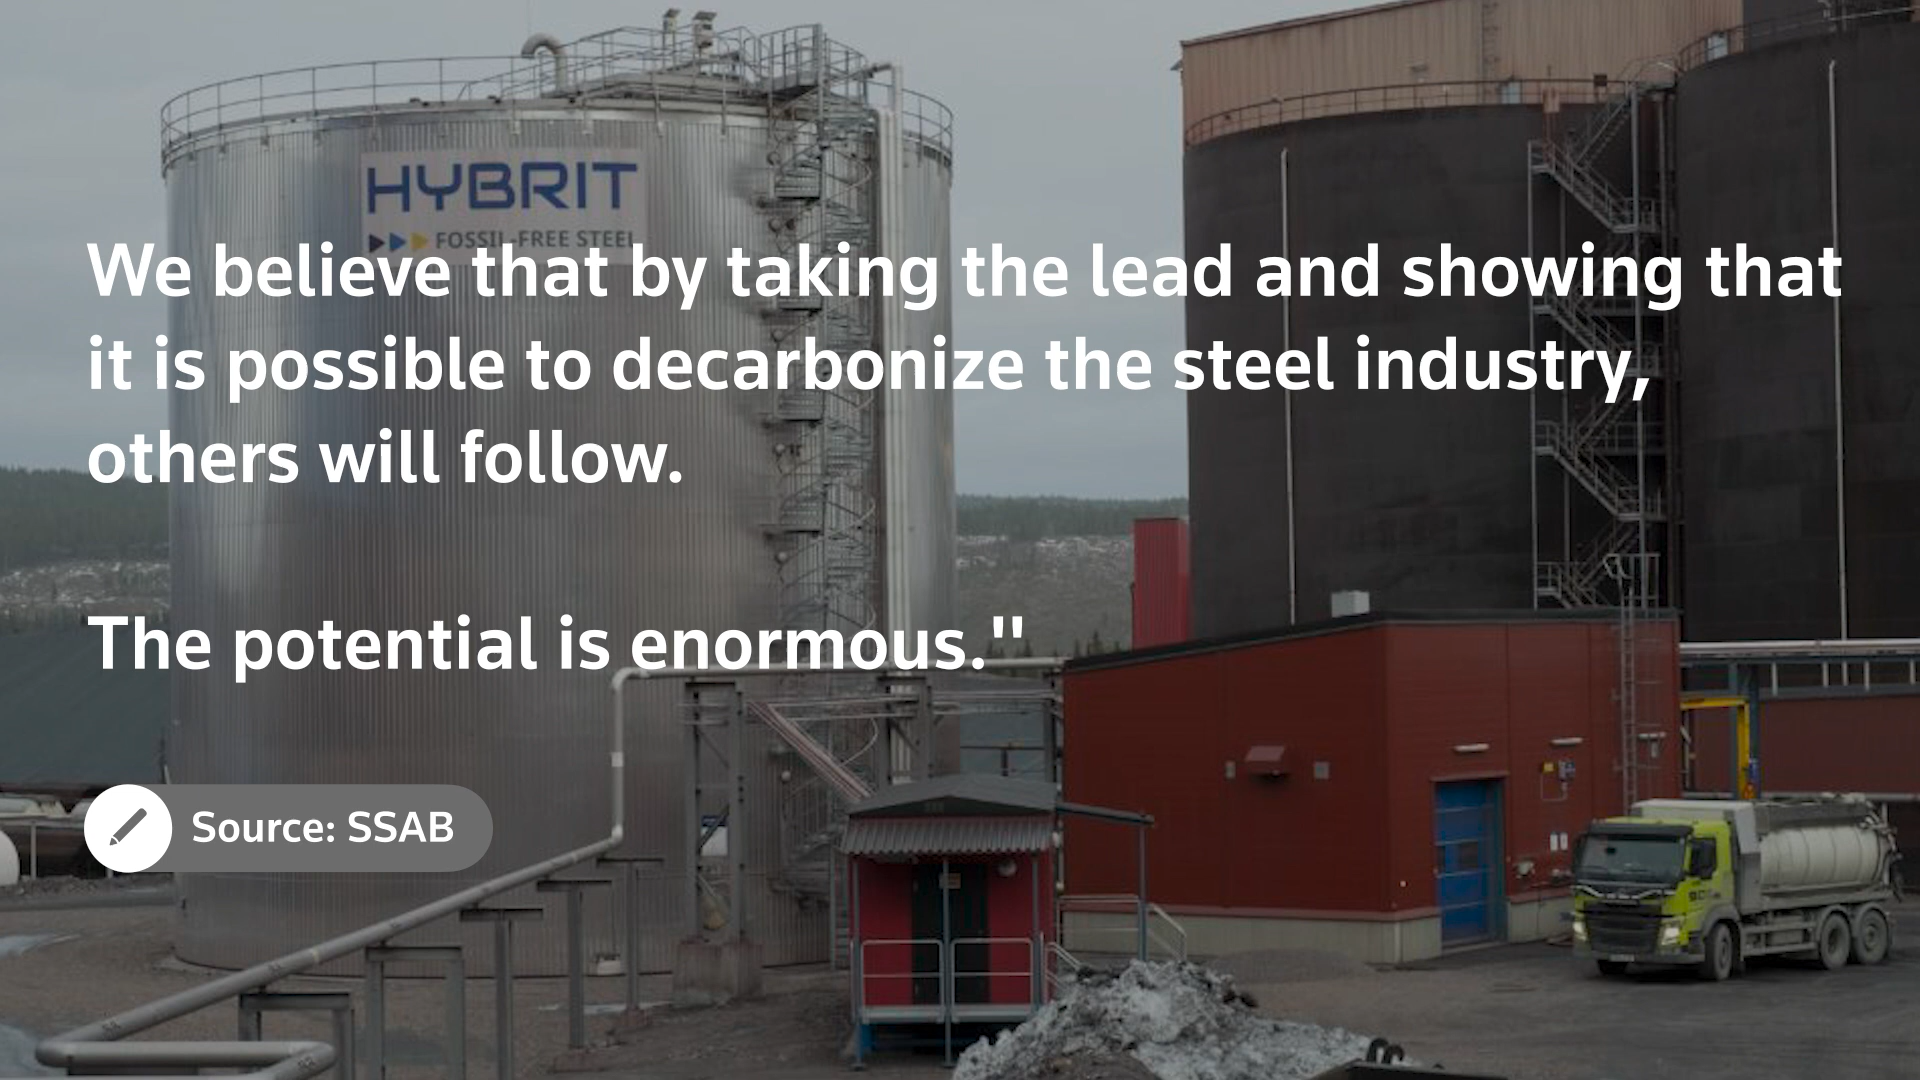 HYBRIT
FOSSIL-FREE STEEL
We believe that by taking the lead and showing that
it is possible to decarbonize the steel industry,
others will follow.
The potential is enormous."
Source: SSAB